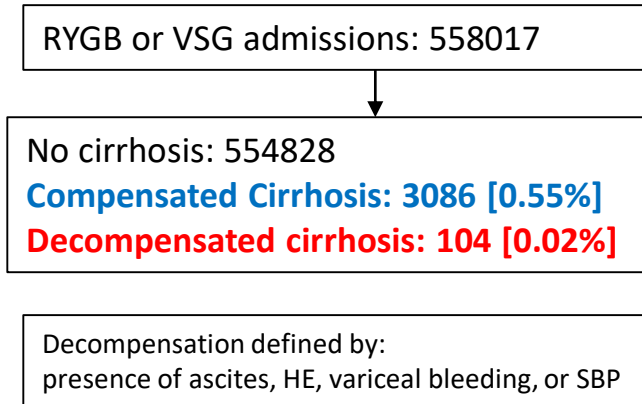 RYGB or VSG admissions: 558017
No cirrhosis: 554828
Compensated Cirrhosis: 3086 [0.55%]
Decompensated cirrhosis: 104 [0.02%]
Decompensation defined by:
presence of ascites, HE, variceal bleeding, or SBP